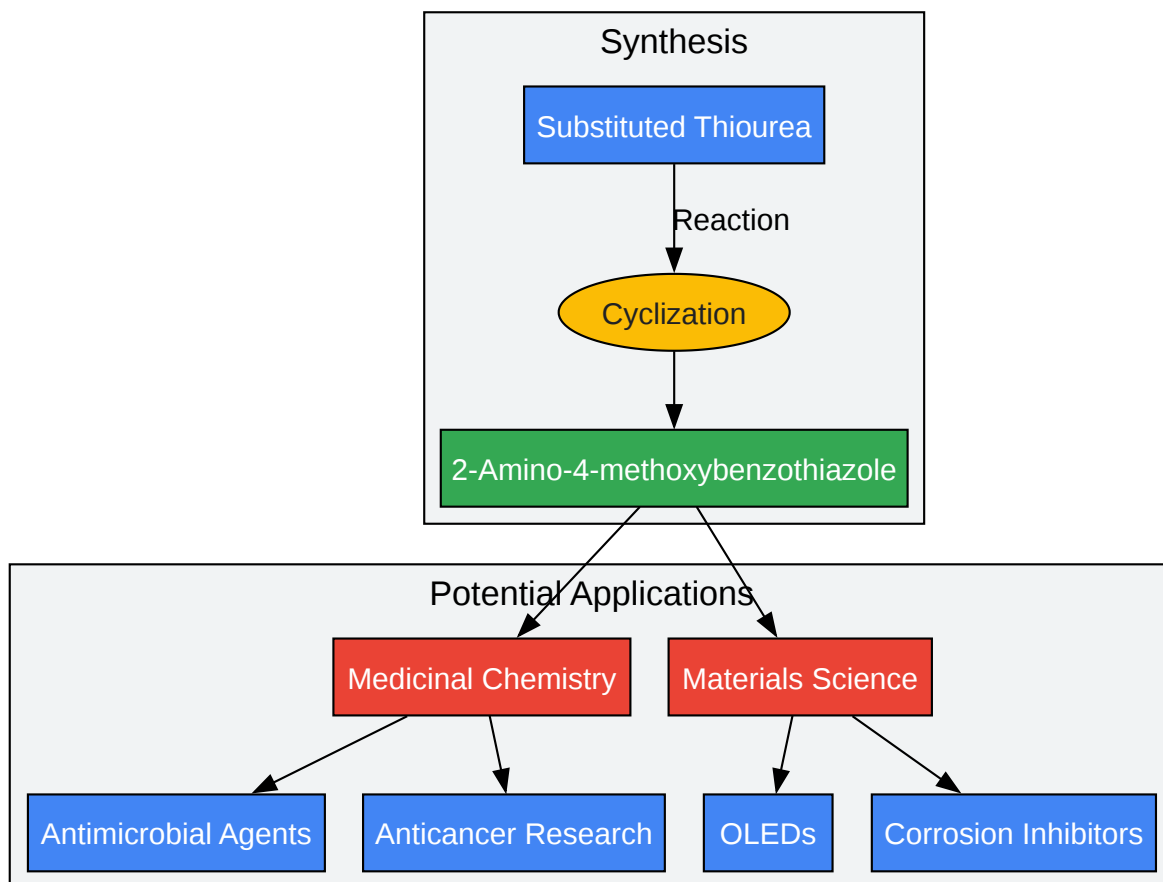 Synthesis
Substituted Thiourea
Reaction
Cyclization
2-Amino-4-methoxybenzothiazole
Potential Applications
Medicinal Chemistry
Materials Science
Antimicrobial Agents
Anticancer Research
OLEDs
Corrosion Inhibitors